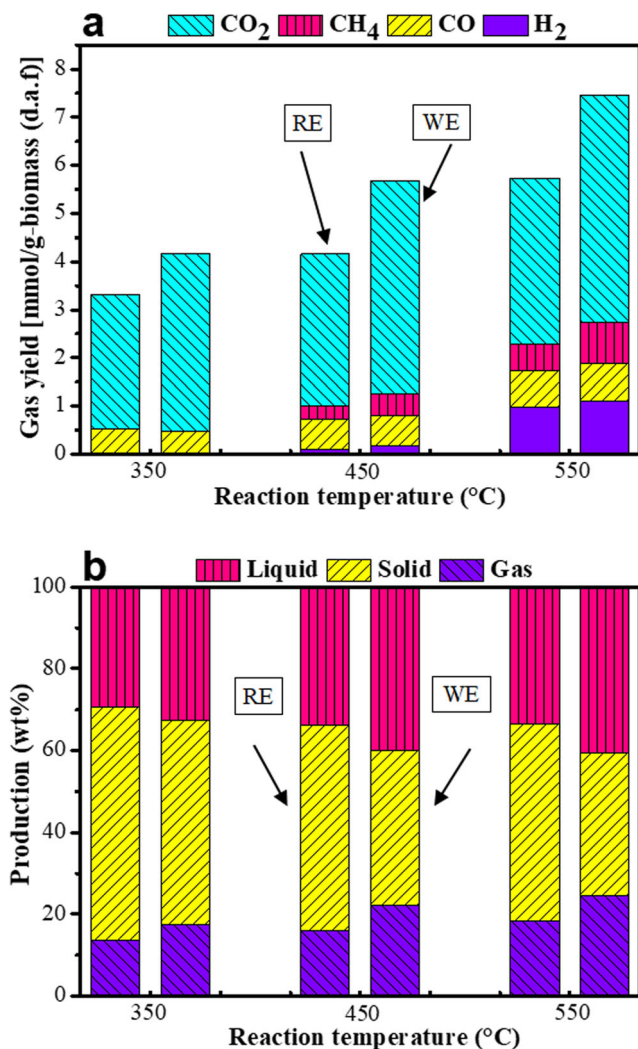 a
CO2 CH4 CO H2
8
7
6
5
4
3
2
1
0
Gas yield [mmol/g-biomass (d.a.f)]
RE
WE
350 450 550
Reaction temperature (°C)
b
Liquid Solid Gas
100
80
60
40
20
0
Production (wt%)
RE
WE
350 450 550
Reaction temperature (°C)